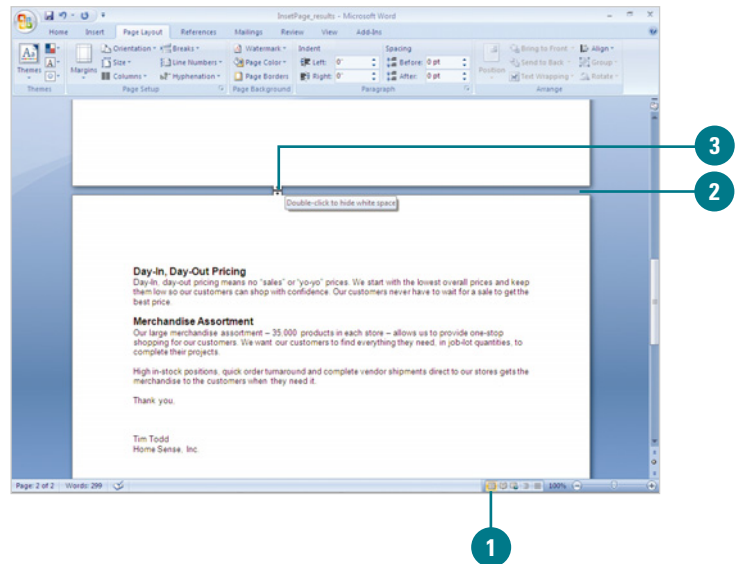 InsetPage_results - Microsoft Word
Home Insert Page Layout References Mailings Review View Add-Ins
Orientation Breaks Watermark Indent Spacing Bring to Front Align
Themes Margins Size Line Numbers Page Color Left: 0" Before: 0 pt Position Send to Back Group
Columns Hyphenation Page Borders Right: 0" After: 0 pt Text Wrapping Rotate
Themes Page Setup Page Background Paragraph Arrange
3
2
Double-click to hide white space
Day-In, Day-Out Pricing
Day-In, day-out pricing means no "sales" or "yo-yo" prices. We start with the lowest overall prices and keep
them low so our customers can shop with confidence. Our customers never have to wait for a sale to get the
best price.
Merchandise Assortment
Our large merchandise assortment – 35,000 products in each store – allows us to provide one-stop
shopping for our customers. We want our customers to find everything they need, in job-lot quantities, to
complete their projects.
High in-stock positions, quick order turnaround and complete vendor shipments direct to our stores gets the
merchandise to the customers when they need it.
Thank you,
Tim Todd
Home Sense, Inc.
Page: 2 of 2 Words: 299 100%
1